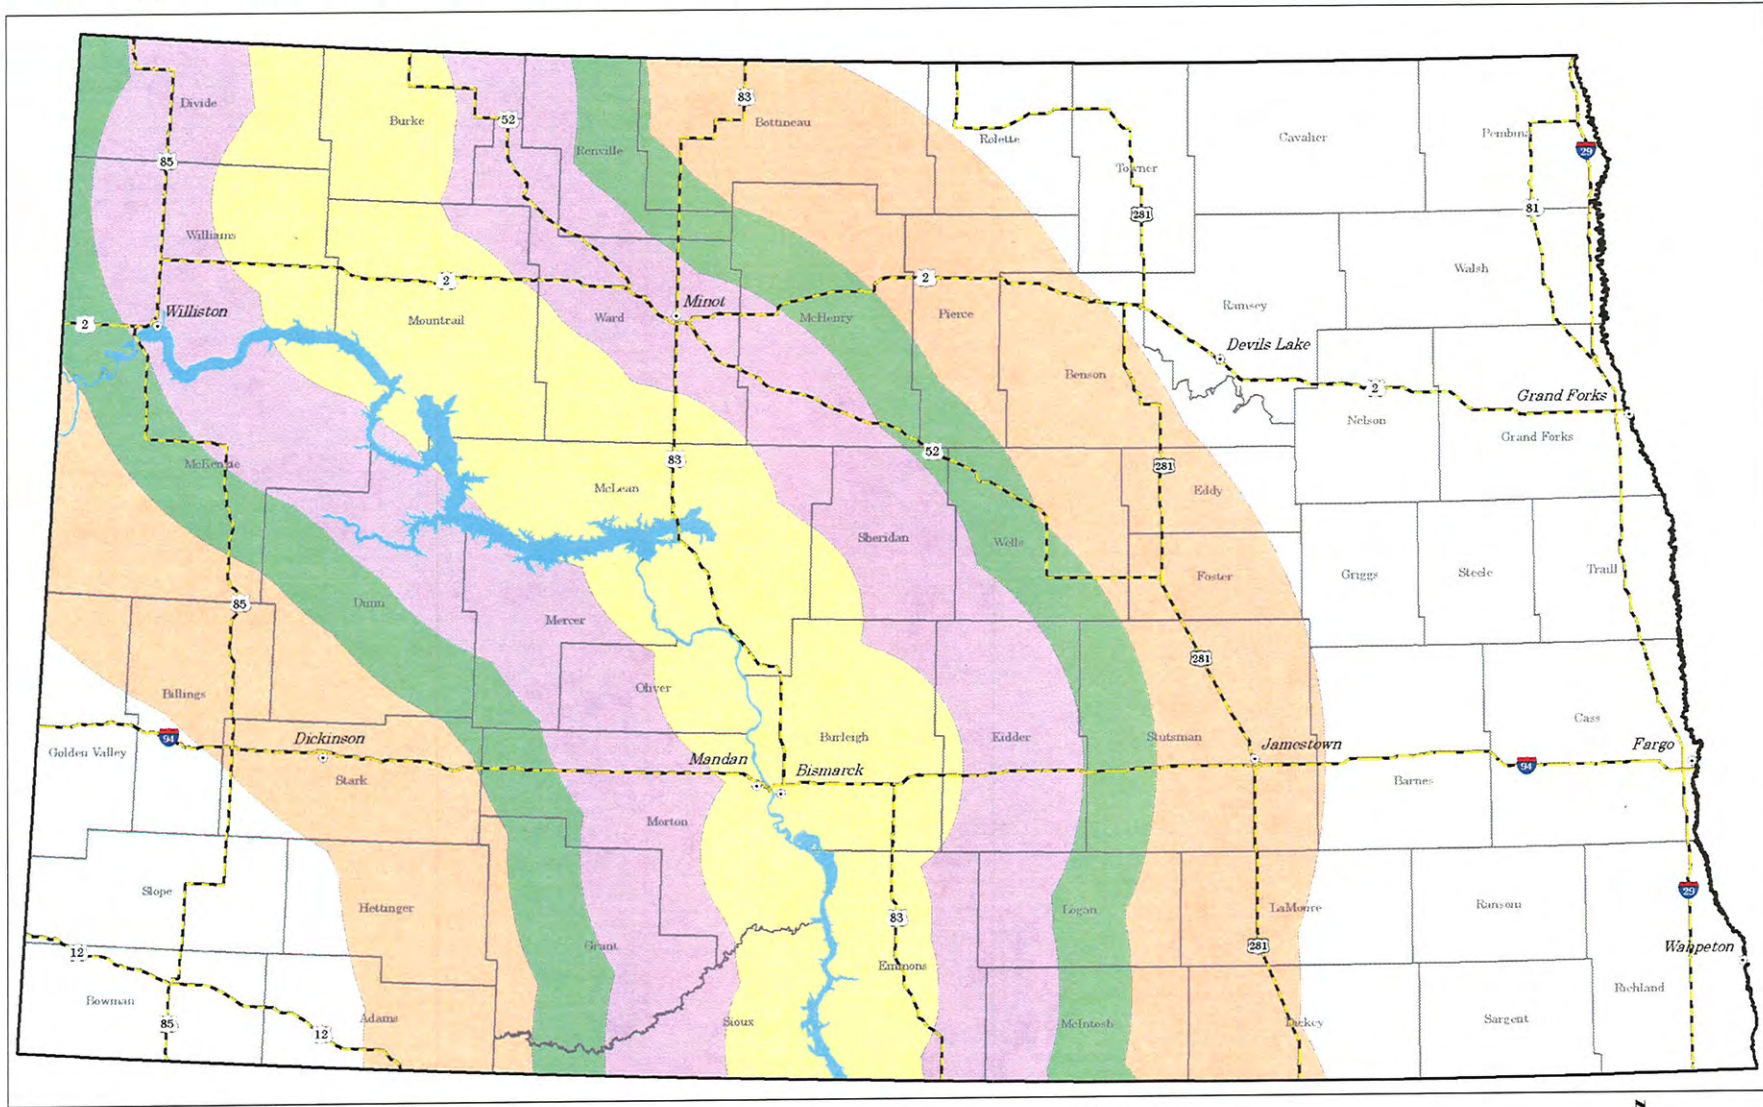 83
Divide
Burke
52
Bottineau
Renville
Rolette
Cavalier
Pembina
29
85
Towner
281
81
Williams
Walsh
2
2
Ramsey
2
Williston
Mountrail
Ward
Minot
McHenry
Pierce
Devils Lake
Benson
2
Grand Forks
Nelson
Grand Forks
McKenzie
83
52
281
McLean
Eddy
Sheridan
Wells
Foster
Griggs
Steele
Traill
85
Dunn
Mercer
281
Billings
Oliver
Cass
Golden Valley
94
Dickinson
Burleigh
Kidder
Stutsman
Jamestown
Fargo
Mandan
Bismarck
94
Stark
Barnes
Morton
Slope
Hettinger
83
Logan
LaMoure
Ransom
29
12
Grant
281
Wahpeton
Emmons
Bowman
Richland
85
12
Adams
Sioux
McIntosh
Dickey
Sargent
N